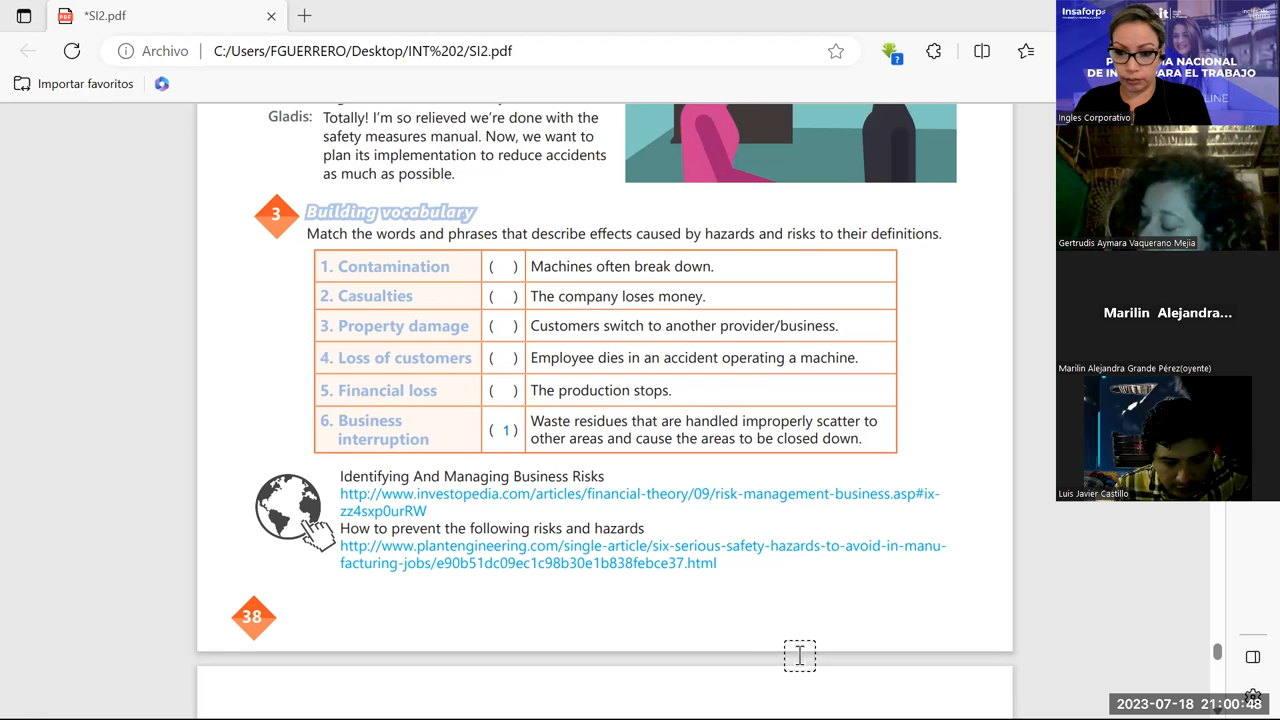 *SI2.pdf
Archivo
C:/Users/FGUERRERO/Desktop/INT%202/SI2.pdf
Importar favoritos
Gladis: Totally! I'm so relieved we're done with the
safety measures manual. Now, we want to
plan its implementation to reduce accidents
as much as possible.
3 Building vocabulary
Match the words and phrases that describe effects caused by hazards and risks to their definitions.
1. Contamination ( ) Machines often break down.
2. Casualties ( ) The company loses money.
3. Property damage ( ) Customers switch to another provider/business.
4. Loss of customers ( ) Employee dies in an accident operating a machine.
5. Financial loss ( ) The production stops.
6. Business interruption ( 1 ) Waste residues that are handled improperly scatter to
other areas and cause the areas to be closed down.
Identifying And Managing Business Risks
http://www.investopedia.com/articles/financial-theory/09/risk-management-business.asp#ix-
zz4sxp0urRW
How to prevent the following risks and hazards
http://www.plantengineering.com/single-article/six-serious-safety-hazards-to-avoid-in-manu-
facturing-jobs/e90b51dc09ec1c98b30e1b838febce37.html
38
Insaforp
it
NACIONAL
DE IN PARA EL TRABAJO
LINE
Ingles Corporativo
Gertrudis Aymara Vaquerano Mejia
Marilin Alejandra...
Marilin Alejandra Grande Pérez(oyente)
Luis Javier Castillo
2023-07-18 21:00:48